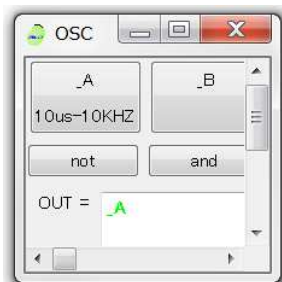 OSC
_A _B
10us-10KHZ
not and
OUT = _A